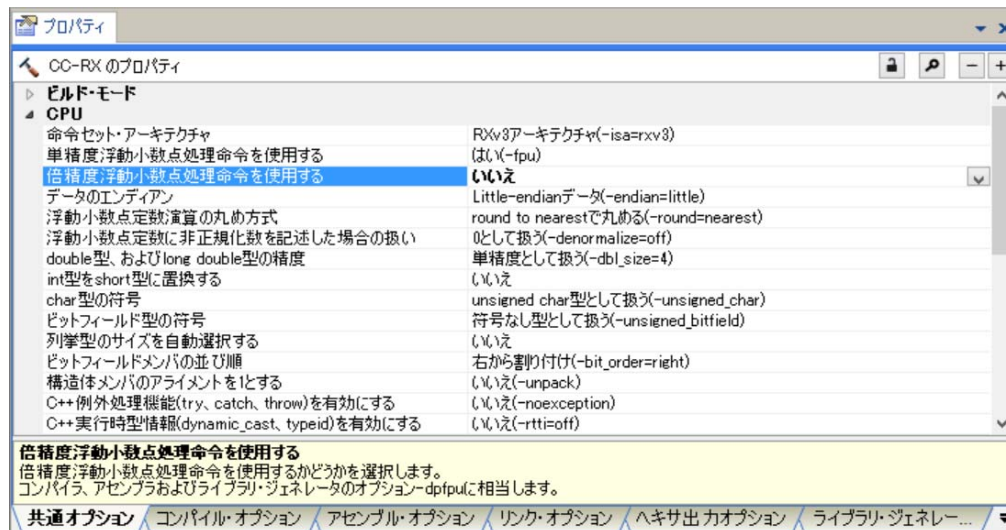 プロパティ
CC-RX のプロパティ
ビルド・モード
CPU
命令セット・アーキテクチャ RXv3アーキテクチャ(-isa=rxv3)
単精度浮動小数点処理命令を使用する はい(-fpu)
倍精度浮動小数点処理命令を使用する いいえ
データのエンディアン Little-endianデータ(-endian=little)
浮動小数点定数演算の丸め方式 round to nearestで丸める(-round=nearest)
浮動小数点定数に非正規化数を記述した場合の扱い 0として扱う(-denormalize=off)
double型、およびlong double型の精度 単精度として扱う(-dbl_size=4)
int型をshort型に置換する いいえ
char型の符号 unsigned char型として扱う(-unsigned_char)
ビットフィールド型の符号 符号なし型として扱う(-unsigned_bitfield)
列挙型のサイズを自動選択する いいえ
ビットフィールドメンバの並び順 右から割り付け(-bit_order=right)
構造体メンバのアライメントを1とする いいえ(-unpack)
C++例外処理機能(try、catch、throw)を有効にする いいえ(-noexception)
C++実行時型情報(dynamic_cast、typeid)を有効にする いいえ(-rtti=off)
倍精度浮動小数点処理命令を使用する
倍精度浮動小数点処理命令を使用するかどうかを選択します。
コンパイラ、アセンブラおよびライブラリ・ジェネレータのオプション-dpfpuに相当します。
共通オプション コンパイル・オプション アセンブル・オプション リンク・オプション ヘキサ出力オプション ライブラリ・ジェネレー...